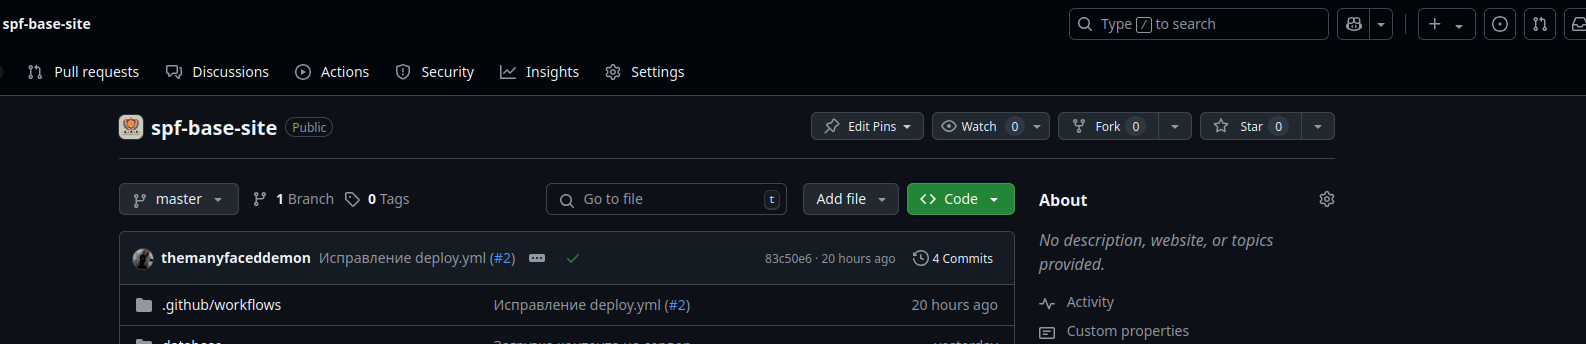 spf-base-site
Type / to search
Pull requests Discussions Actions Security Insights Settings
spf-base-site Public
Edit Pins Watch 0 Fork 0 Star 0
master 1 Branch 0 Tags Go to file t Add file Code
About
No description, website, or topics
provided.
themanyfaceddemon Исправление deploy.yml (#2) 83c50e6 · 20 hours ago 4 Commits
.github/workflows Исправление deploy.yml (#2) 20 hours ago
Activity
Custom properties
database yesterday